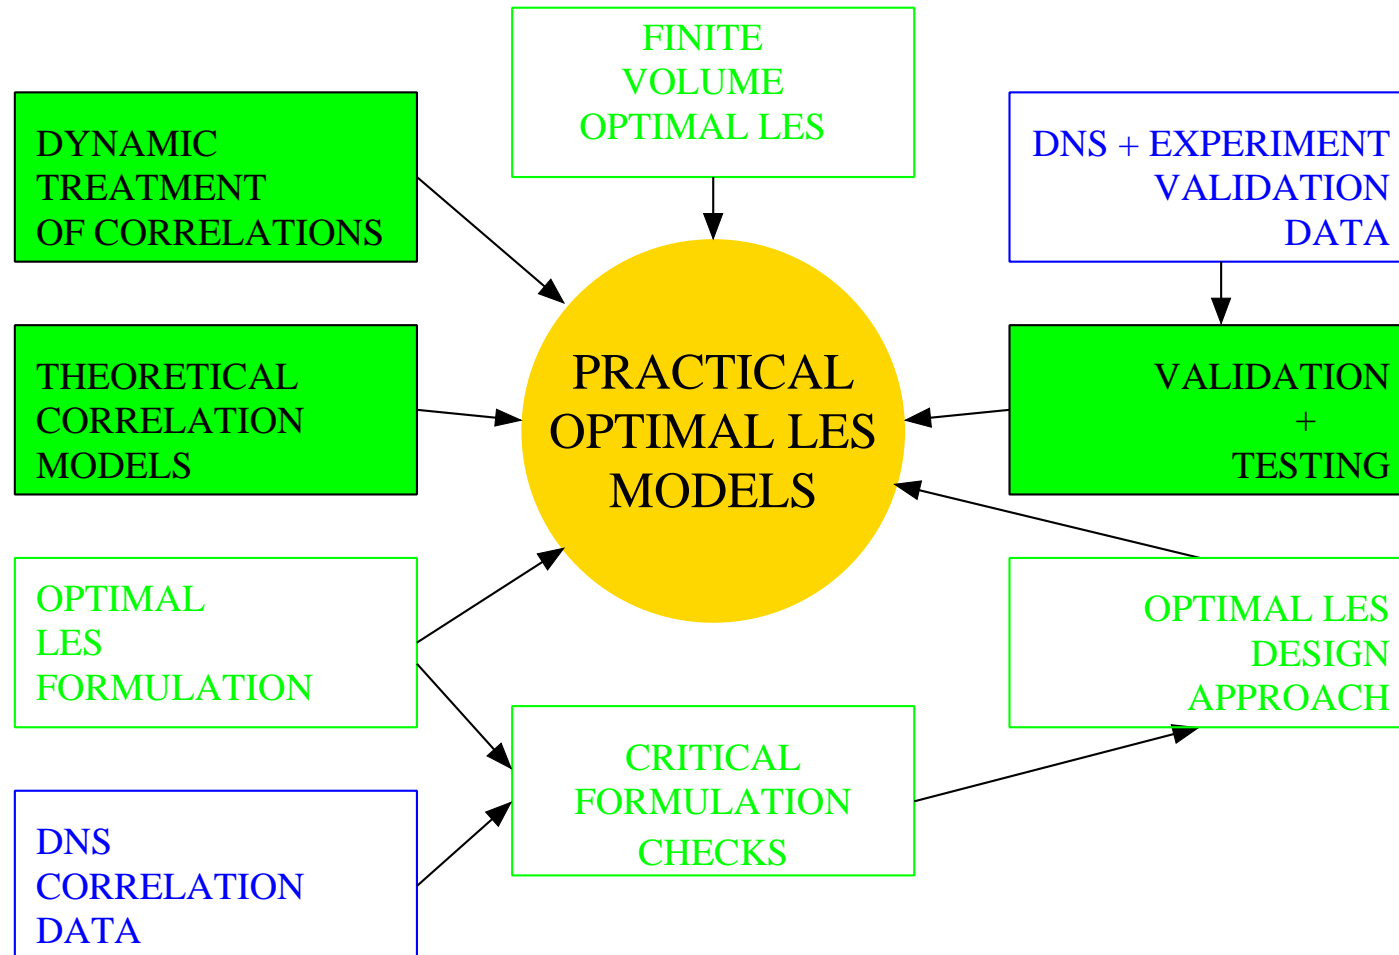 FINITE
VOLUME
OPTIMAL LES
DYNAMIC
TREATMENT
OF CORRELATIONS
DNS + EXPERIMENT
VALIDATION
DATA
THEORETICAL
CORRELATION
MODELS
PRACTICAL
OPTIMAL LES
MODELS
VALIDATION
+
TESTING
OPTIMAL
LES
FORMULATION
OPTIMAL LES
DESIGN
APPROACH
CRITICAL
FORMULATION
CHECKS
DNS
CORRELATION
DATA